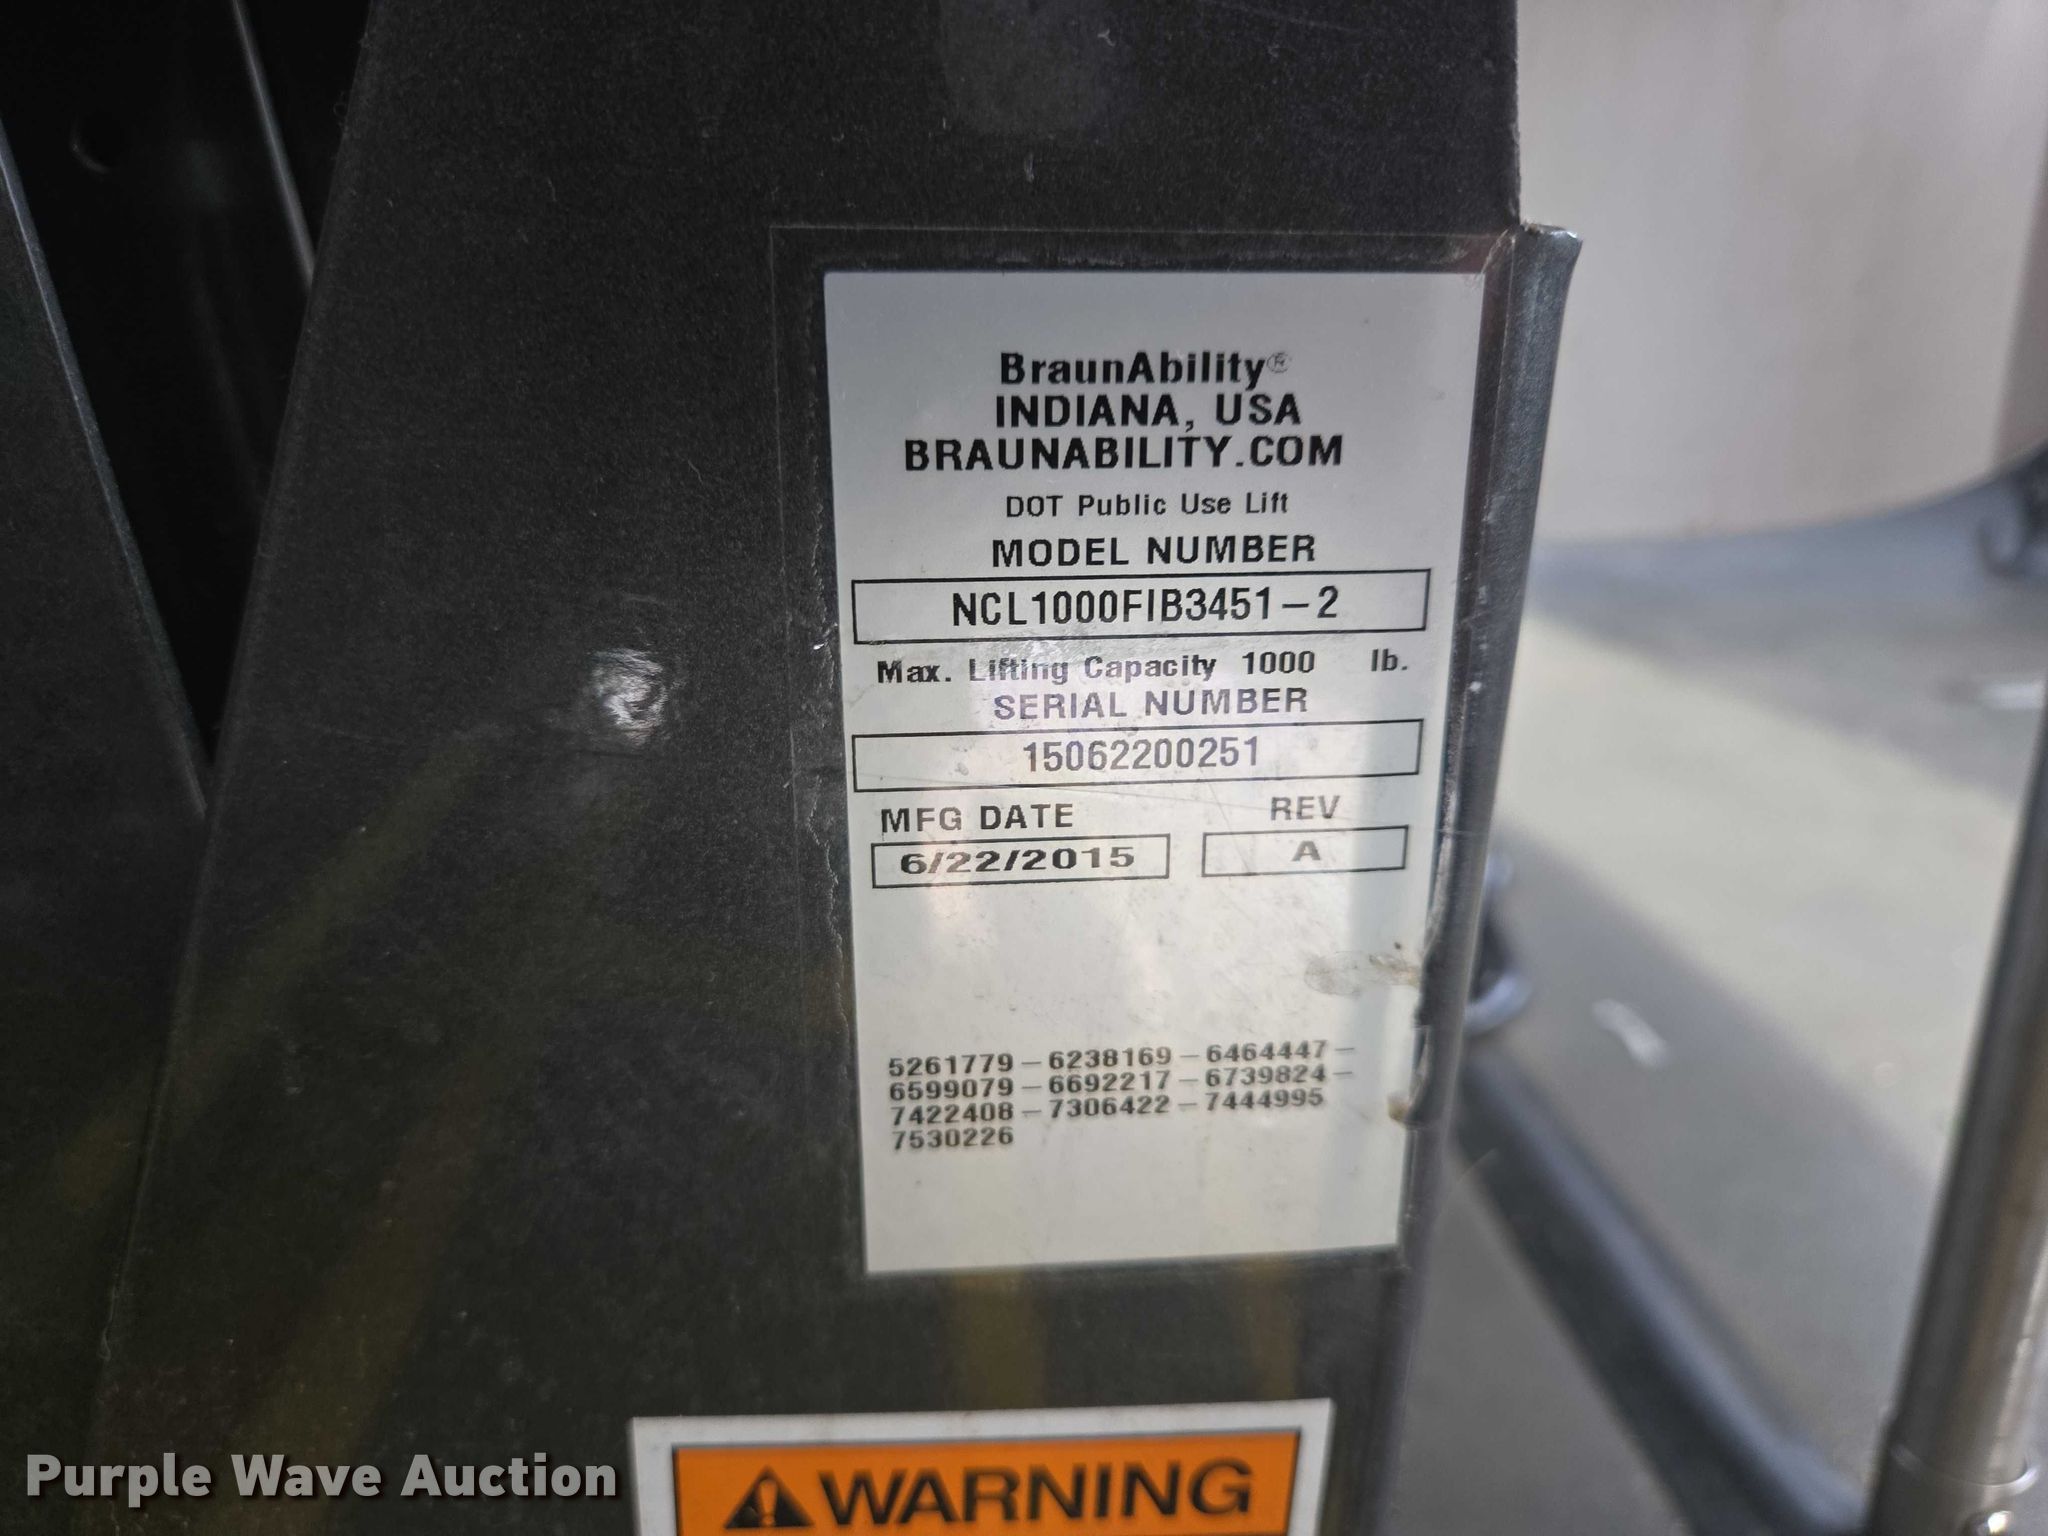 BraunAbility®
INDIANA, USA
BRAUNABILITY.COM
DOT Public Use Lift
MODEL NUMBER
NCL1000FIB3451-2
Max. Lifting Capacity 1000 lb.
SERIAL NUMBER
15062200251
MFG DATE REV
6/22/2015 A
5261779-6238169-6464447-
6599079-6692217-6739824-
7422408-7306422-7444995
7530226
WARNING
Purple Wave Auction